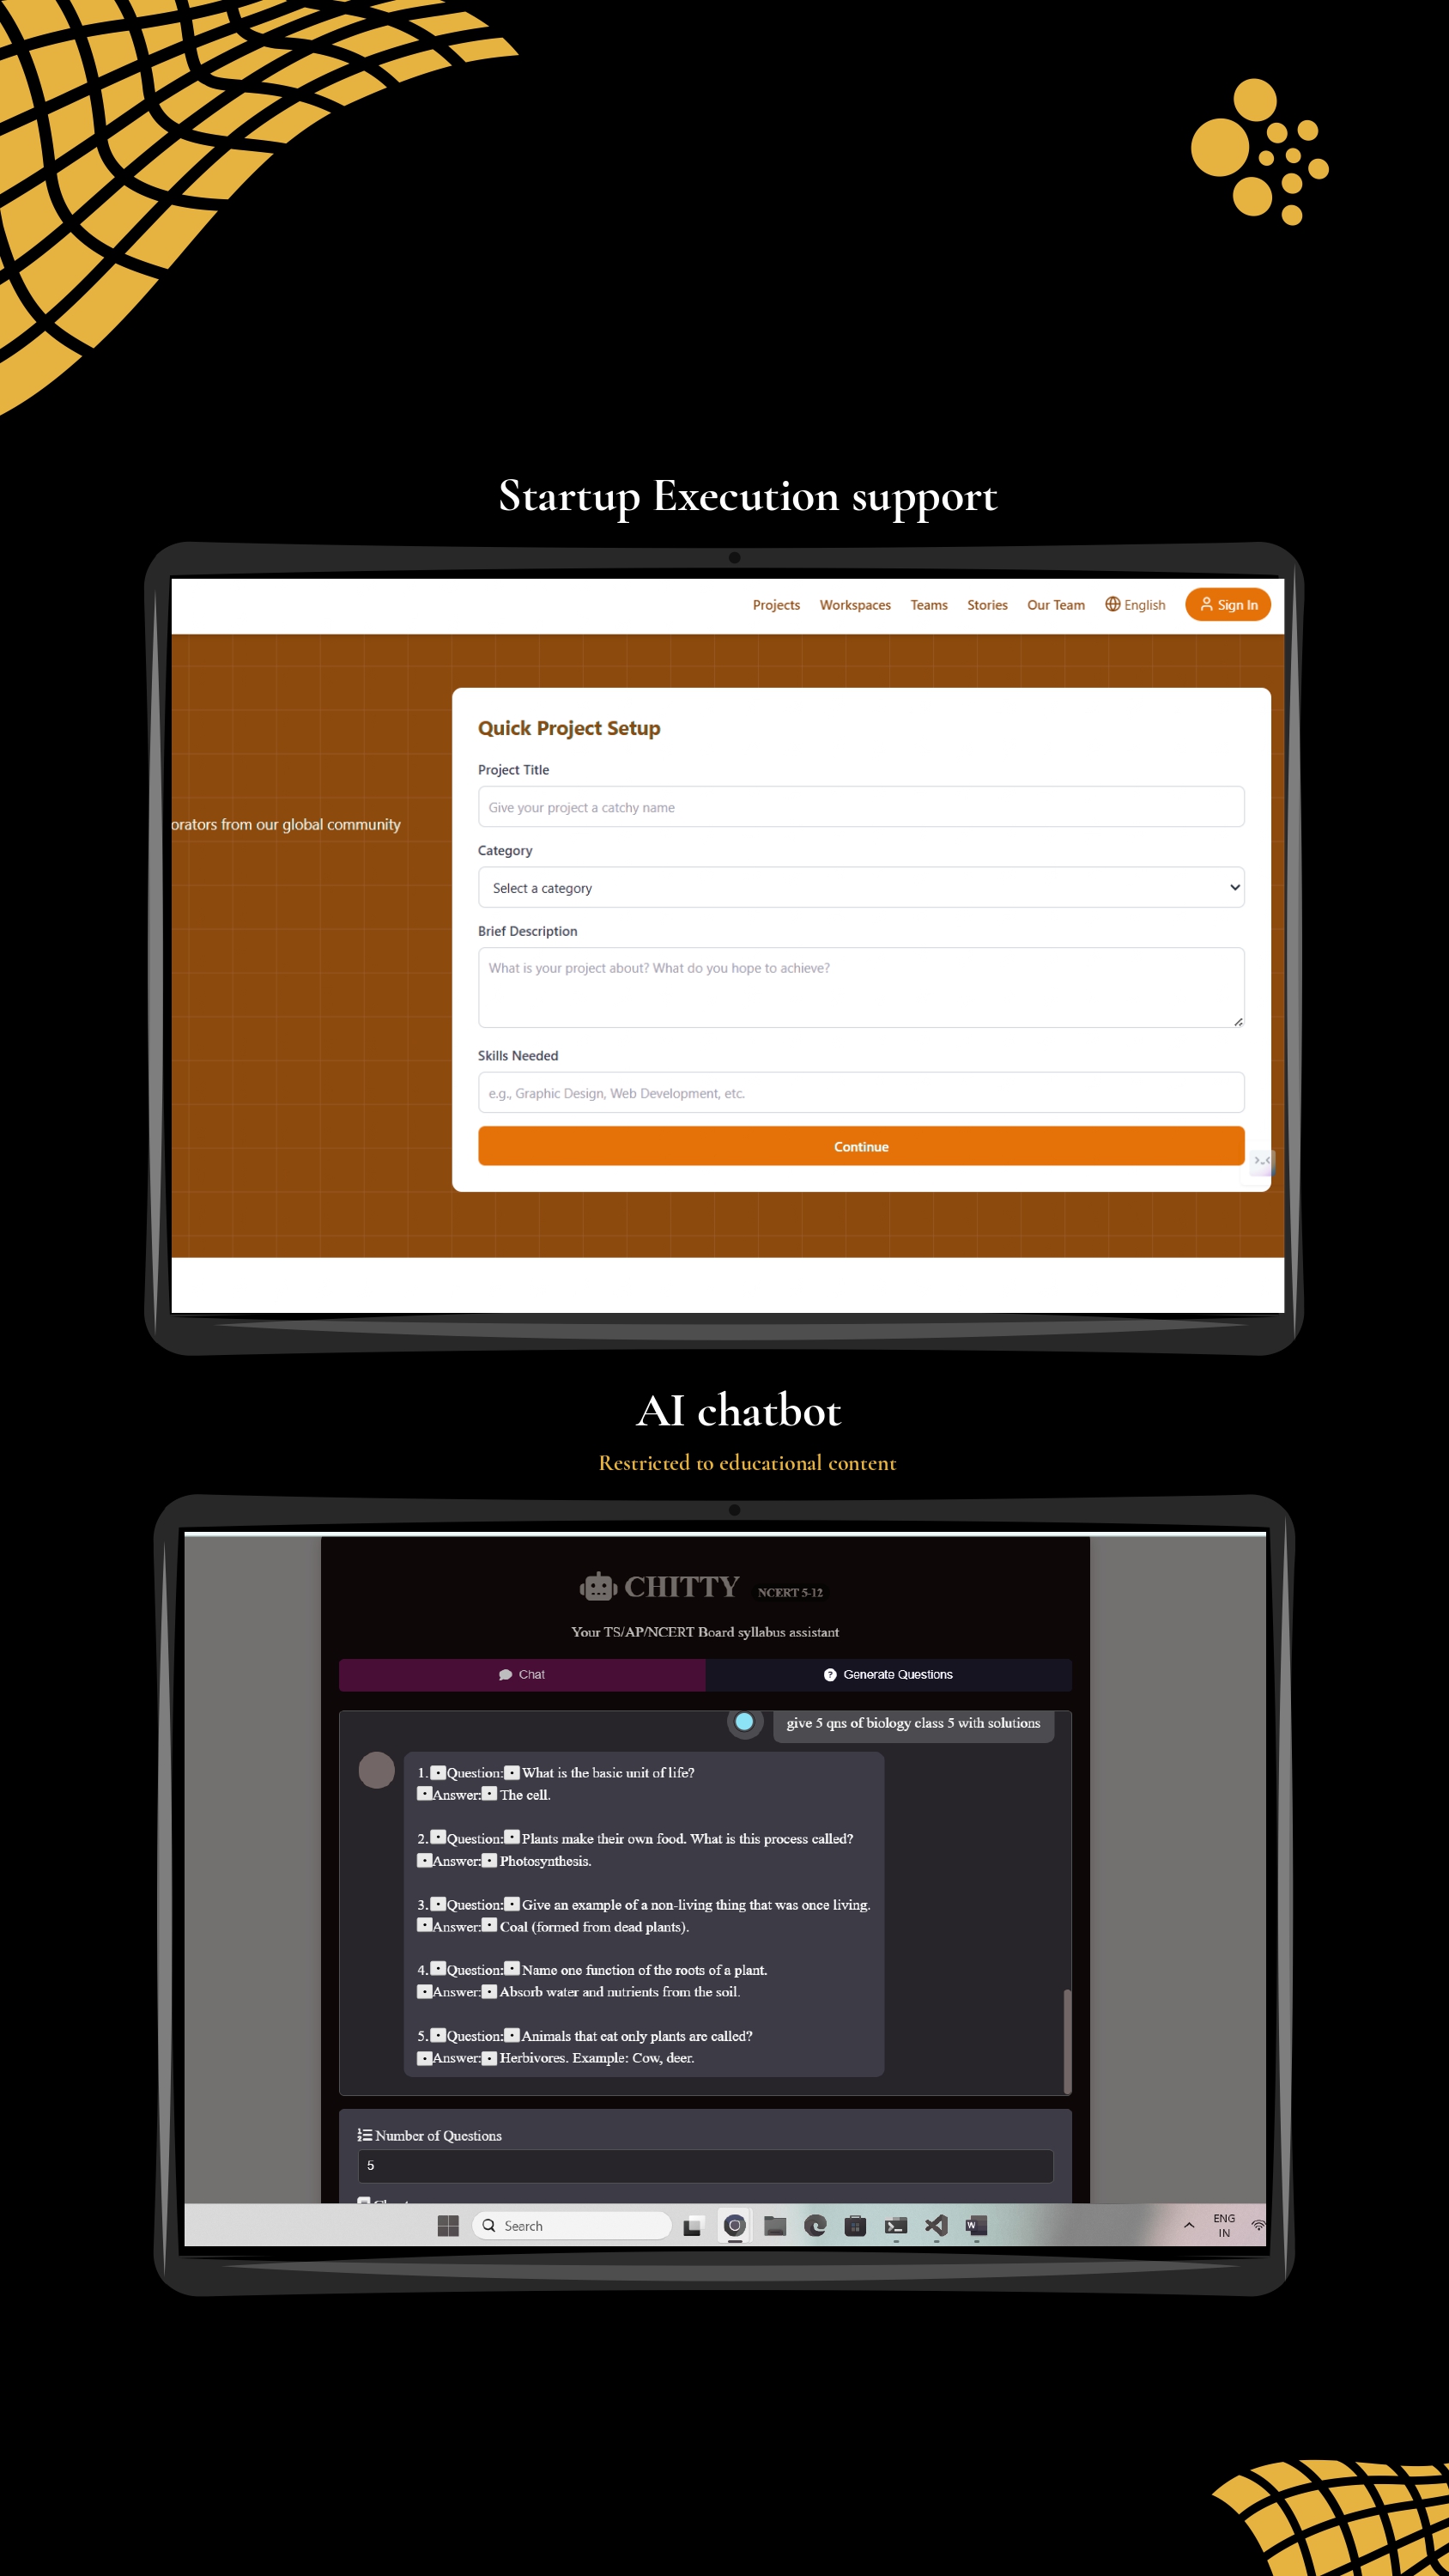 Startup Execution support
Projects Workspaces Teams Stories Our Team English Sign In
orators from our global community
Quick Project Setup
Project Title
Give your project a catchy name
Category
Select a category
Brief Description
What is your project about? What do you hope to achieve?
Skills Needed
e.g., Graphic Design, Web Development, etc.
Continue
AI chatbot
Restricted to educational content
CHITTY NCERT 5-12
Your TS/AP/NCERT Board syllabus assistant
Chat Generate Questions
give 5 qns of biology class 5 with solutions
1. Question: What is the basic unit of life?
Answer: The cell.
2. Question: Plants make their own food. What is this process called?
Answer: Photosynthesis.
3. Question: Give an example of a non-living thing that was once living.
Answer: Coal (formed from dead plants).
4. Question: Name one function of the roots of a plant.
Answer: Absorb water and nutrients from the soil.
5. Question: Animals that eat only plants are called?
Answer: Herbivores. Example: Cow, deer.
Number of Questions
5
Search
ENG
IN